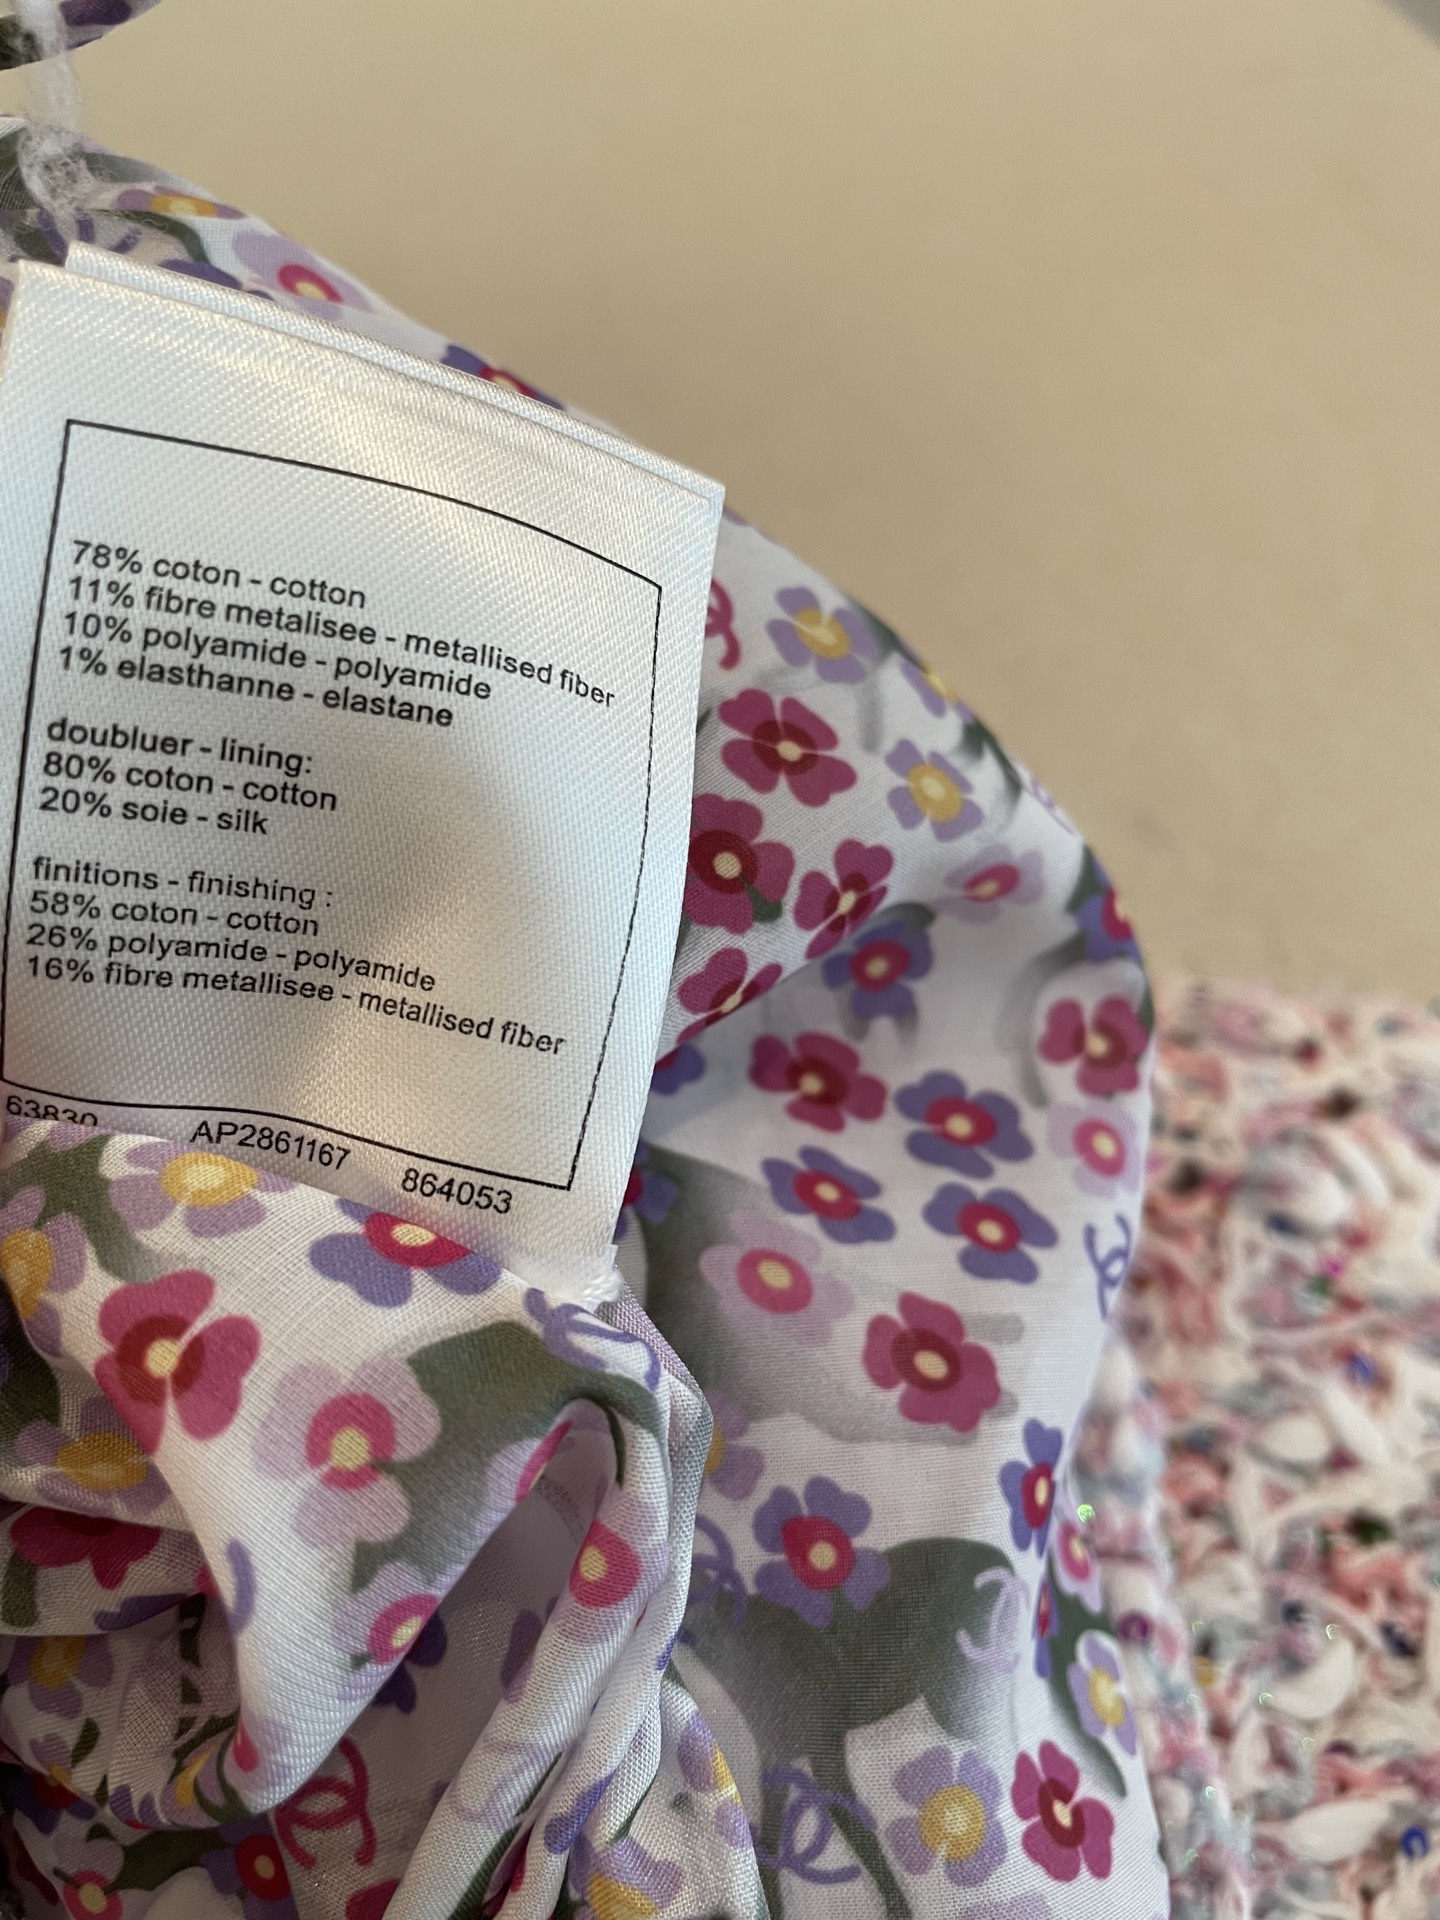 78% coton - cotton
11% fibre metalisee - metallised fiber
10% polyamide - polyamide
1% elasthanne - elastane
doubluer - lining:
80% coton - cotton
20% soie - silk
finitions - finishing :
58% coton - cotton
26% polyamide - polyamide
16% fibre metallisee - metallised fiber
63830 AP2861167 864053